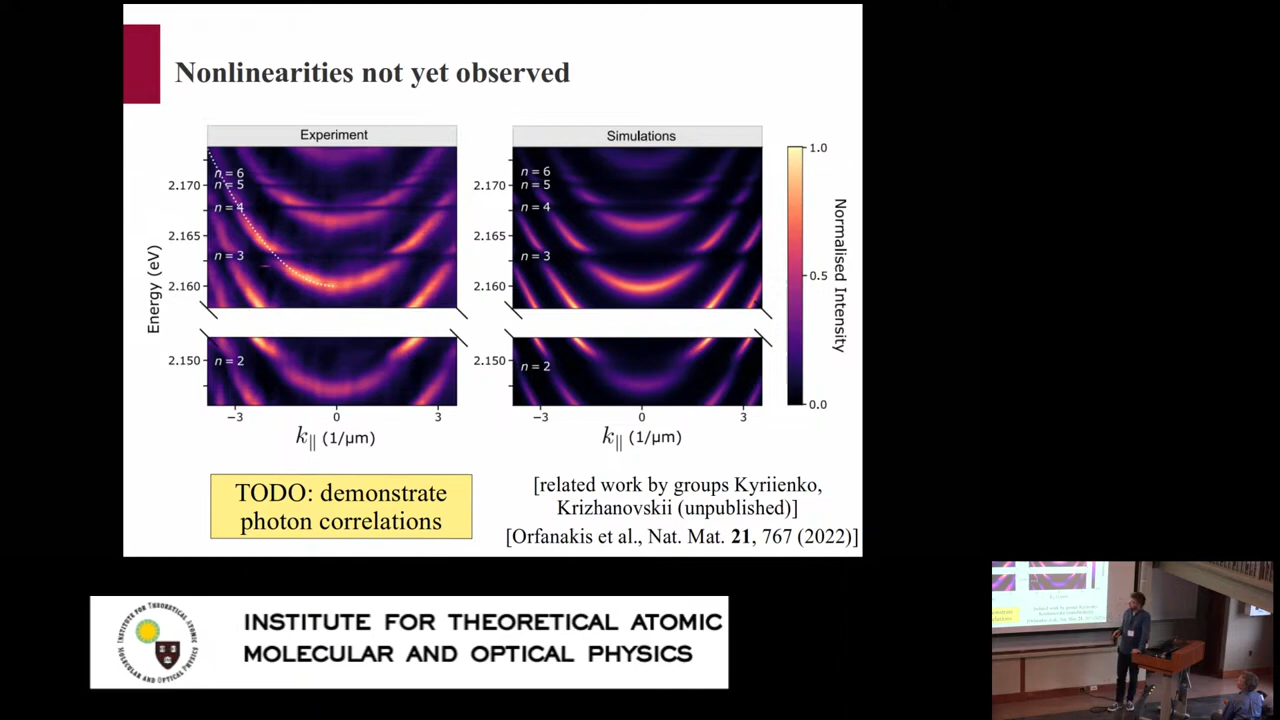 Nonlinearities not yet observed
Experiment
Simulations
n = 6
n = 5
n = 4
n = 3
n = 2
n = 6
n = 5
n = 4
n = 3
n = 2
2.170
2.165
2.160
2.150
2.170
2.165
2.160
2.150
Energy (eV)
−3 0 3
−3 0 3
k∥ (1/μm)
k∥ (1/μm)
1.0
0.5
0.0
Normalised Intensity
TODO: demonstrate
photon correlations
[related work by groups Kyriienko,
Krizhanovskii (unpublished)]
[Orfanakis et al., Nat. Mat. 21, 767 (2022)]
INSTITUTE FOR THEORETICAL ATOMIC
MOLECULAR AND OPTICAL PHYSICS